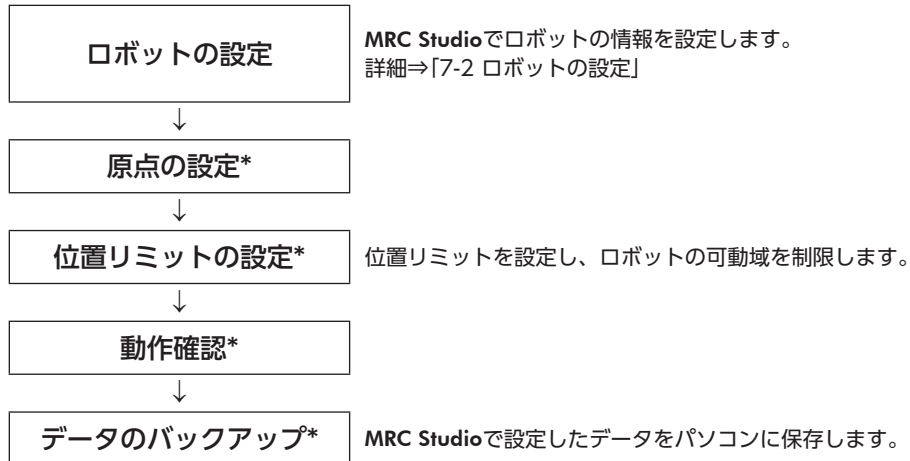 ロボットの設定
MRC Studioでロボットの情報を設定します。
詳細⇒「7-2 ロボットの設定」
↓
原点の設定*
↓
位置リミットの設定*
位置リミットを設定し、ロボットの可動域を制限します。
↓
動作確認*
↓
データのバックアップ*
MRC Studioで設定したデータをパソコンに保存します。